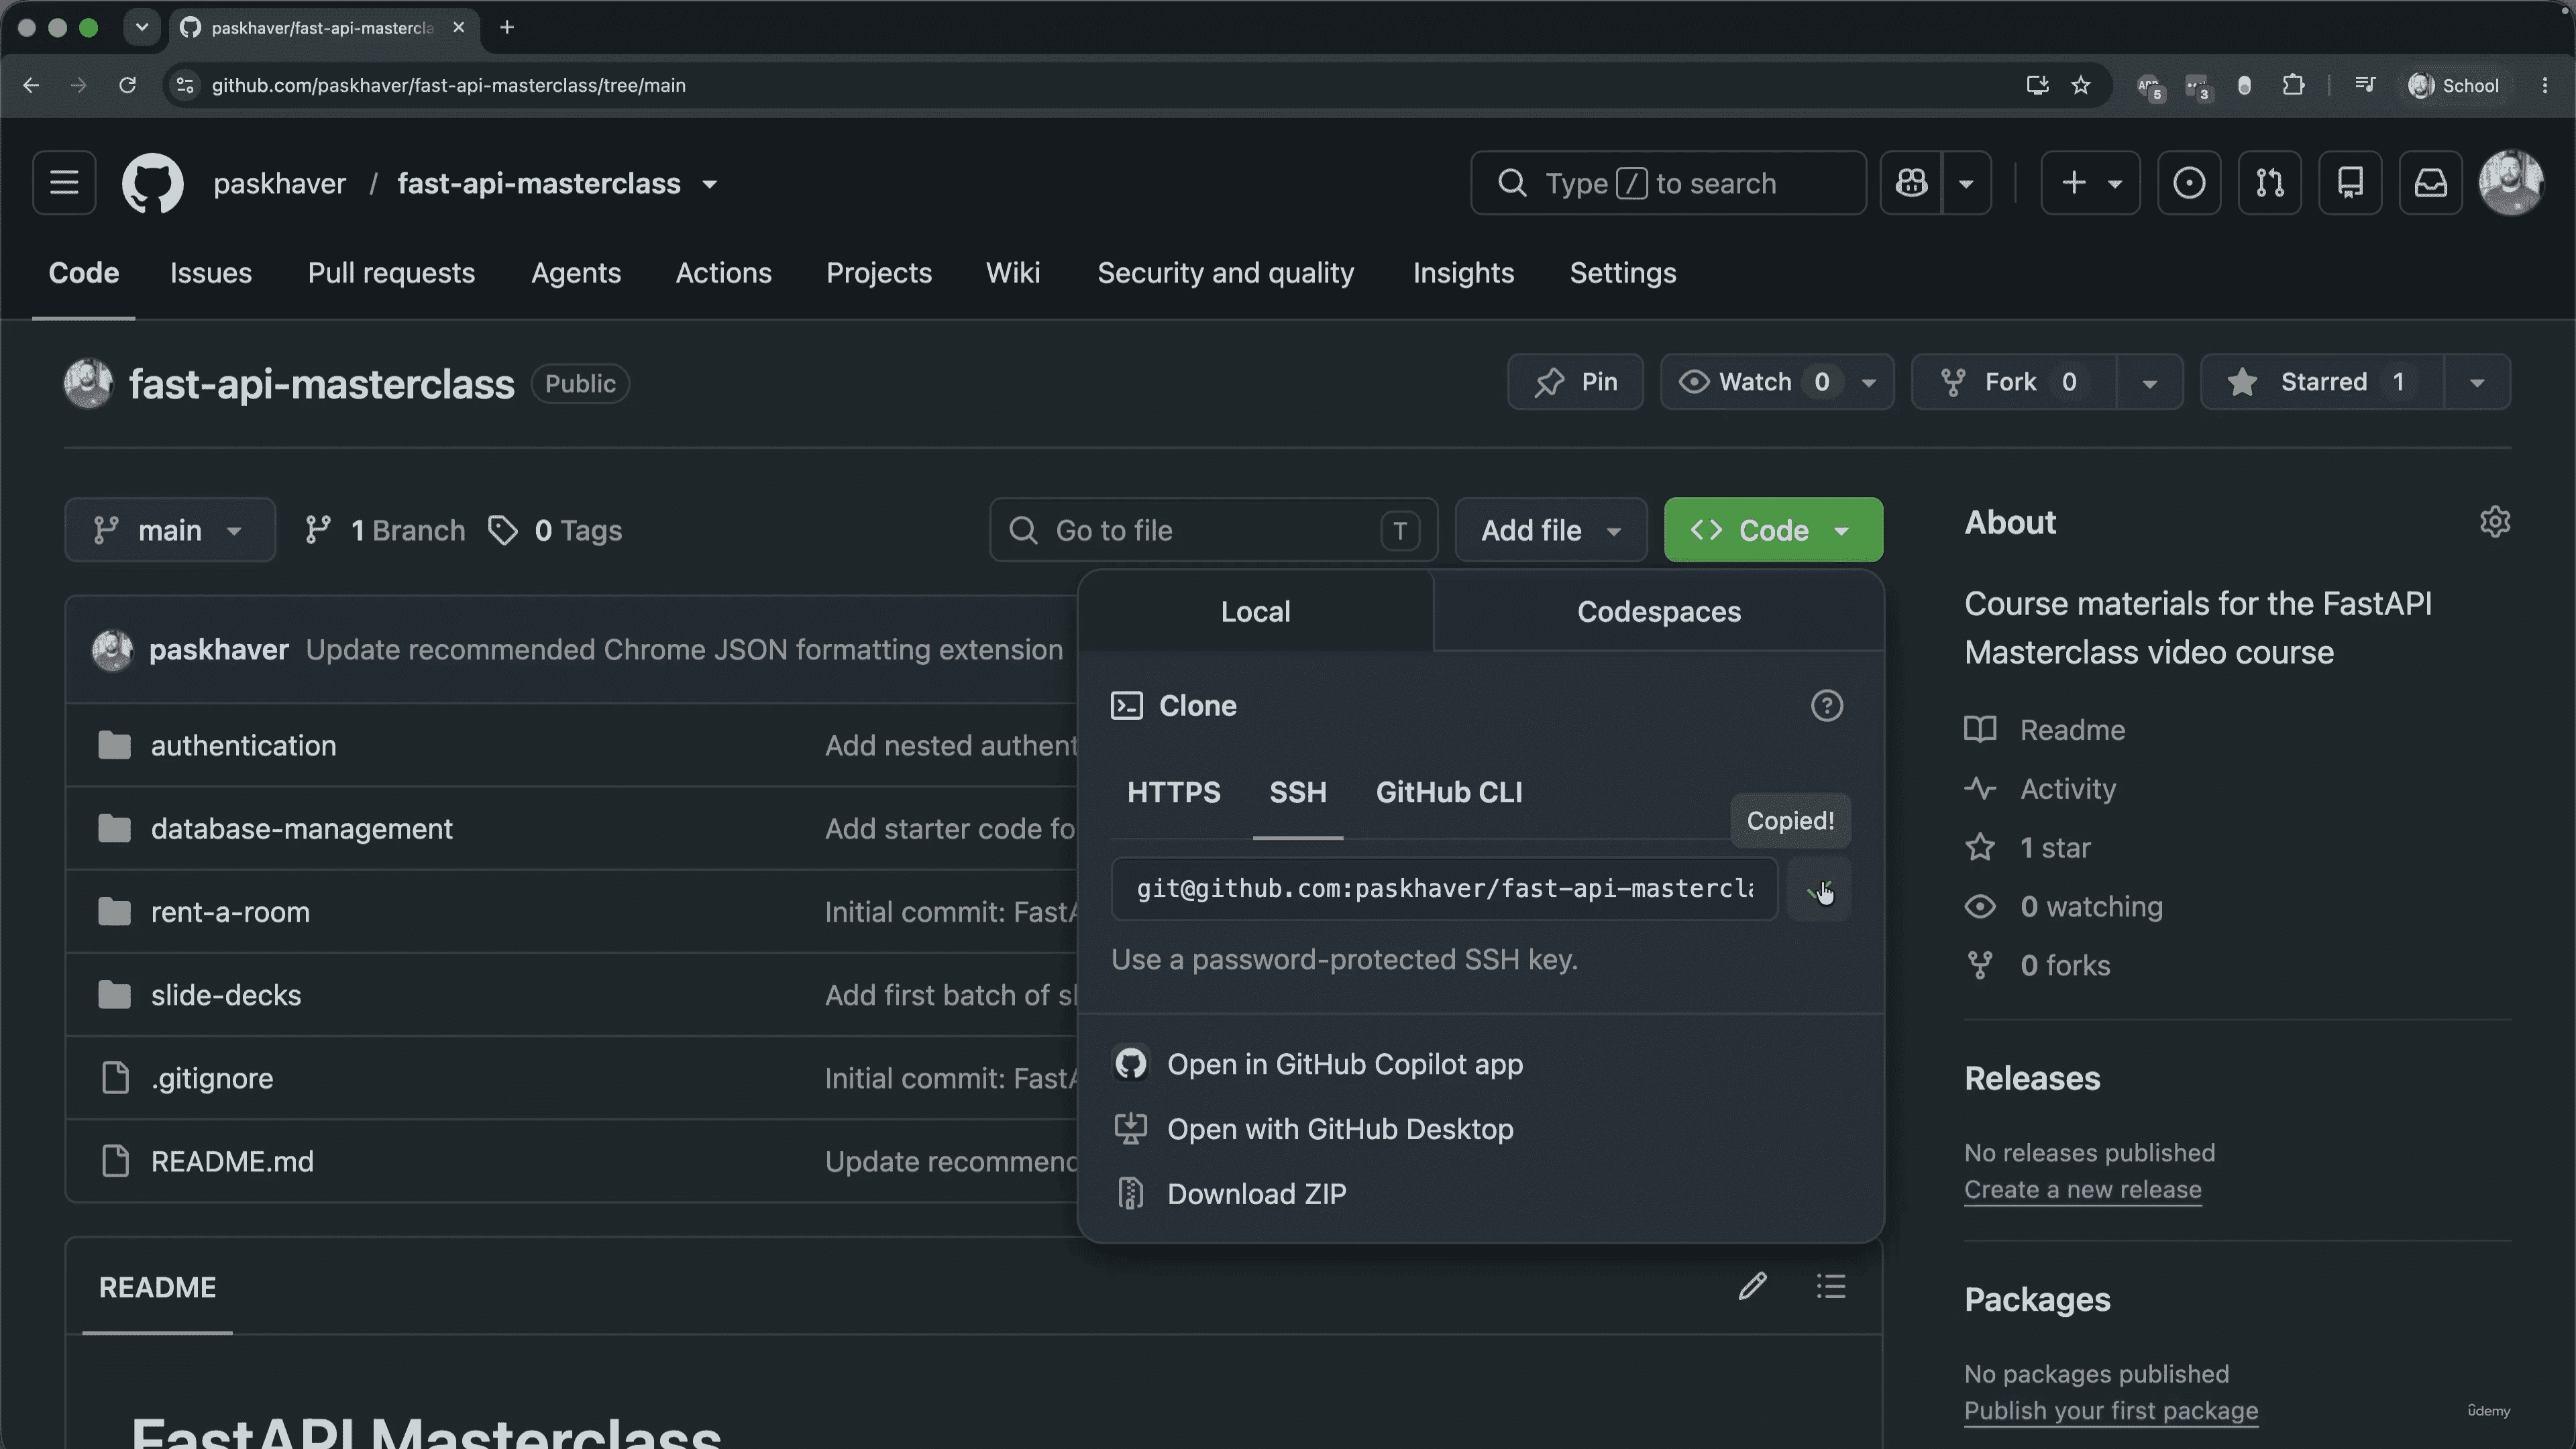 paskhaver/fast-api-mastercla
github.com/paskhaver/fast-api-masterclass/tree/main
5
3
School
paskhaver / fast-api-masterclass
Type / to search
Code Issues Pull requests Agents Actions Projects Wiki Security and quality Insights Settings
fast-api-masterclass Public
Pin
Watch 0
Fork 0
Starred 1
main
1 Branch
0 Tags
Go to file T
Add file
Code
paskhaver Update recommended Chrome JSON formatting extension
authentication Add nested authent
database-management Add starter code fo
rent-a-room Initial commit: Fast
slide-decks Add first batch of sl
.gitignore Initial commit: Fast
README.md Update recommend
Local Codespaces
Clone
HTTPS SSH GitHub CLI
Copied!
git@github.com:paskhaver/fast-api-mastercla
Use a password-protected SSH key.
Open in GitHub Copilot app
Open with GitHub Desktop
Download ZIP
About
Course materials for the FastAPI
Masterclass video course
Readme
Activity
1 star
0 watching
0 forks
Releases
No releases published
Create a new release
Packages
No packages published
Publish your first package
README
FastAPI Masterclass
ûdemy